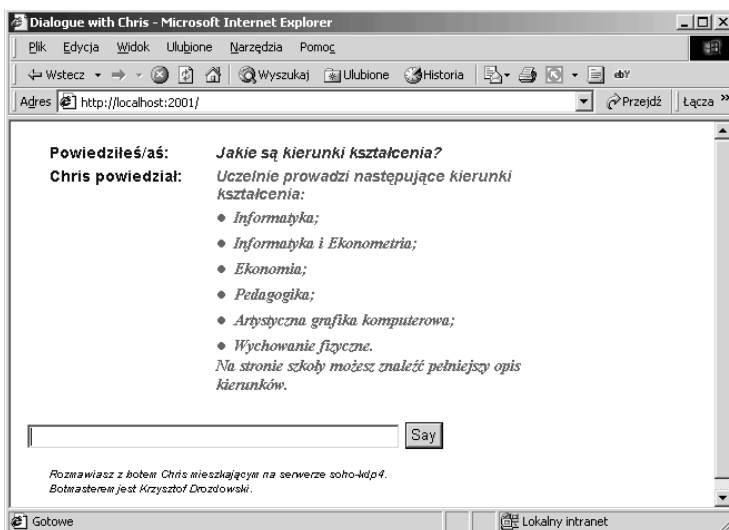 Dialogue with Chris - Microsoft Internet Explorer
Plik Edycja Widok Ulubione Narzędzia Pomoc
Wstecz Wyszukaj Ulubione Historia
Adres http://localhost:2001/ Przejdź Łącza »
Powiedziłeś/aś: Jakie są kierunki kształcenia?
Chris powiedział: Uczelnie prowadzi następujące kierunki
kształcenia:
• Informatyka;
• Informatyka i Ekonometria;
• Ekonomia;
• Pedagogika;
• Artystyczna grafika komputerowa;
• Wychowanie fizyczne.
Na stronie szkoły możesz znaleźć pełniejszy opis
kierunków.
Say
Rozmawiasz z botem Chris mieszkającym na serwerze soho-kdp4.
Botmasterem jest Krzysztof Drozdowski.
Gotowe Lokalny intranet